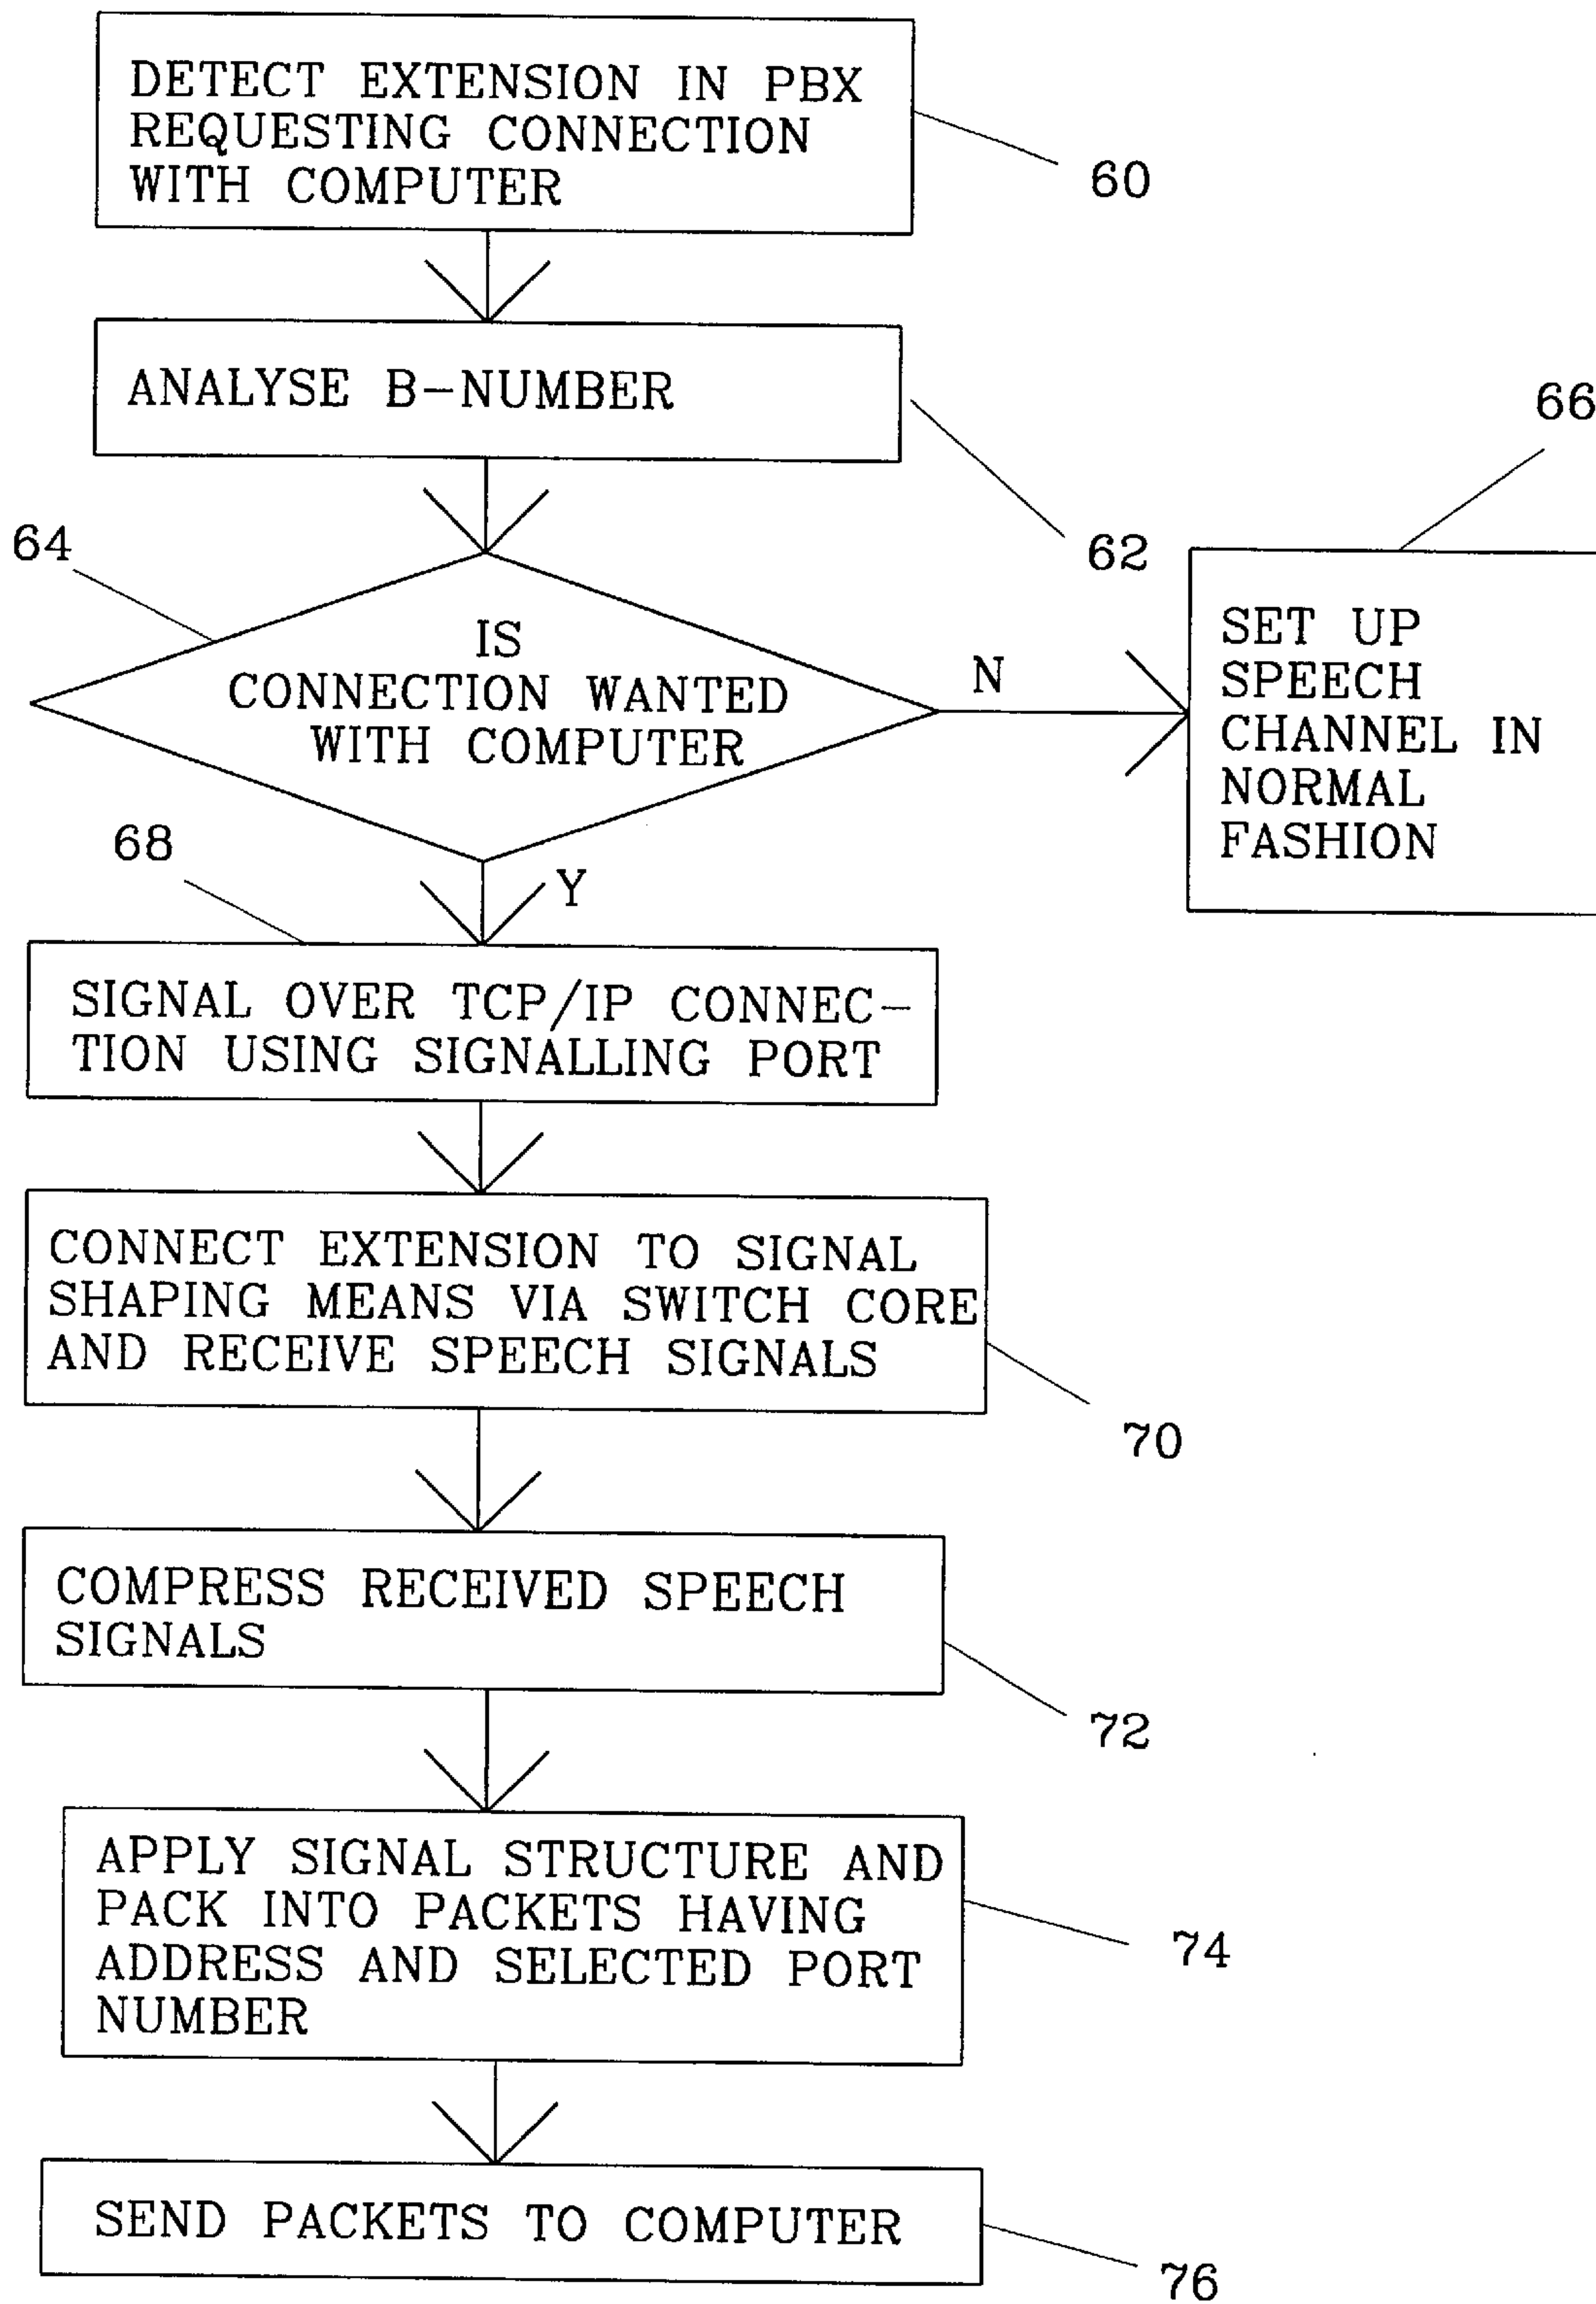 DETECT EXTENSION IN PBX
REQUESTING CONNECTION
WITH COMPUTER
60
ANALYSE B-NUMBER
62
64
IS
CONNECTION WANTED
WITH COMPUTER
N
66
SET UP
SPEECH
CHANNEL IN
NORMAL
FASHION
Y
68
SIGNAL OVER TCP/IP CONNEC-
TION USING SIGNALLING PORT
CONNECT EXTENSION TO SIGNAL
SHAPING MEANS VIA SWITCH CORE
AND RECEIVE SPEECH SIGNALS
70
COMPRESS RECEIVED SPEECH
SIGNALS
72
APPLY SIGNAL STRUCTURE AND
PACK INTO PACKETS HAVING
ADDRESS AND SELECTED PORT
NUMBER
74
SEND PACKETS TO COMPUTER
76